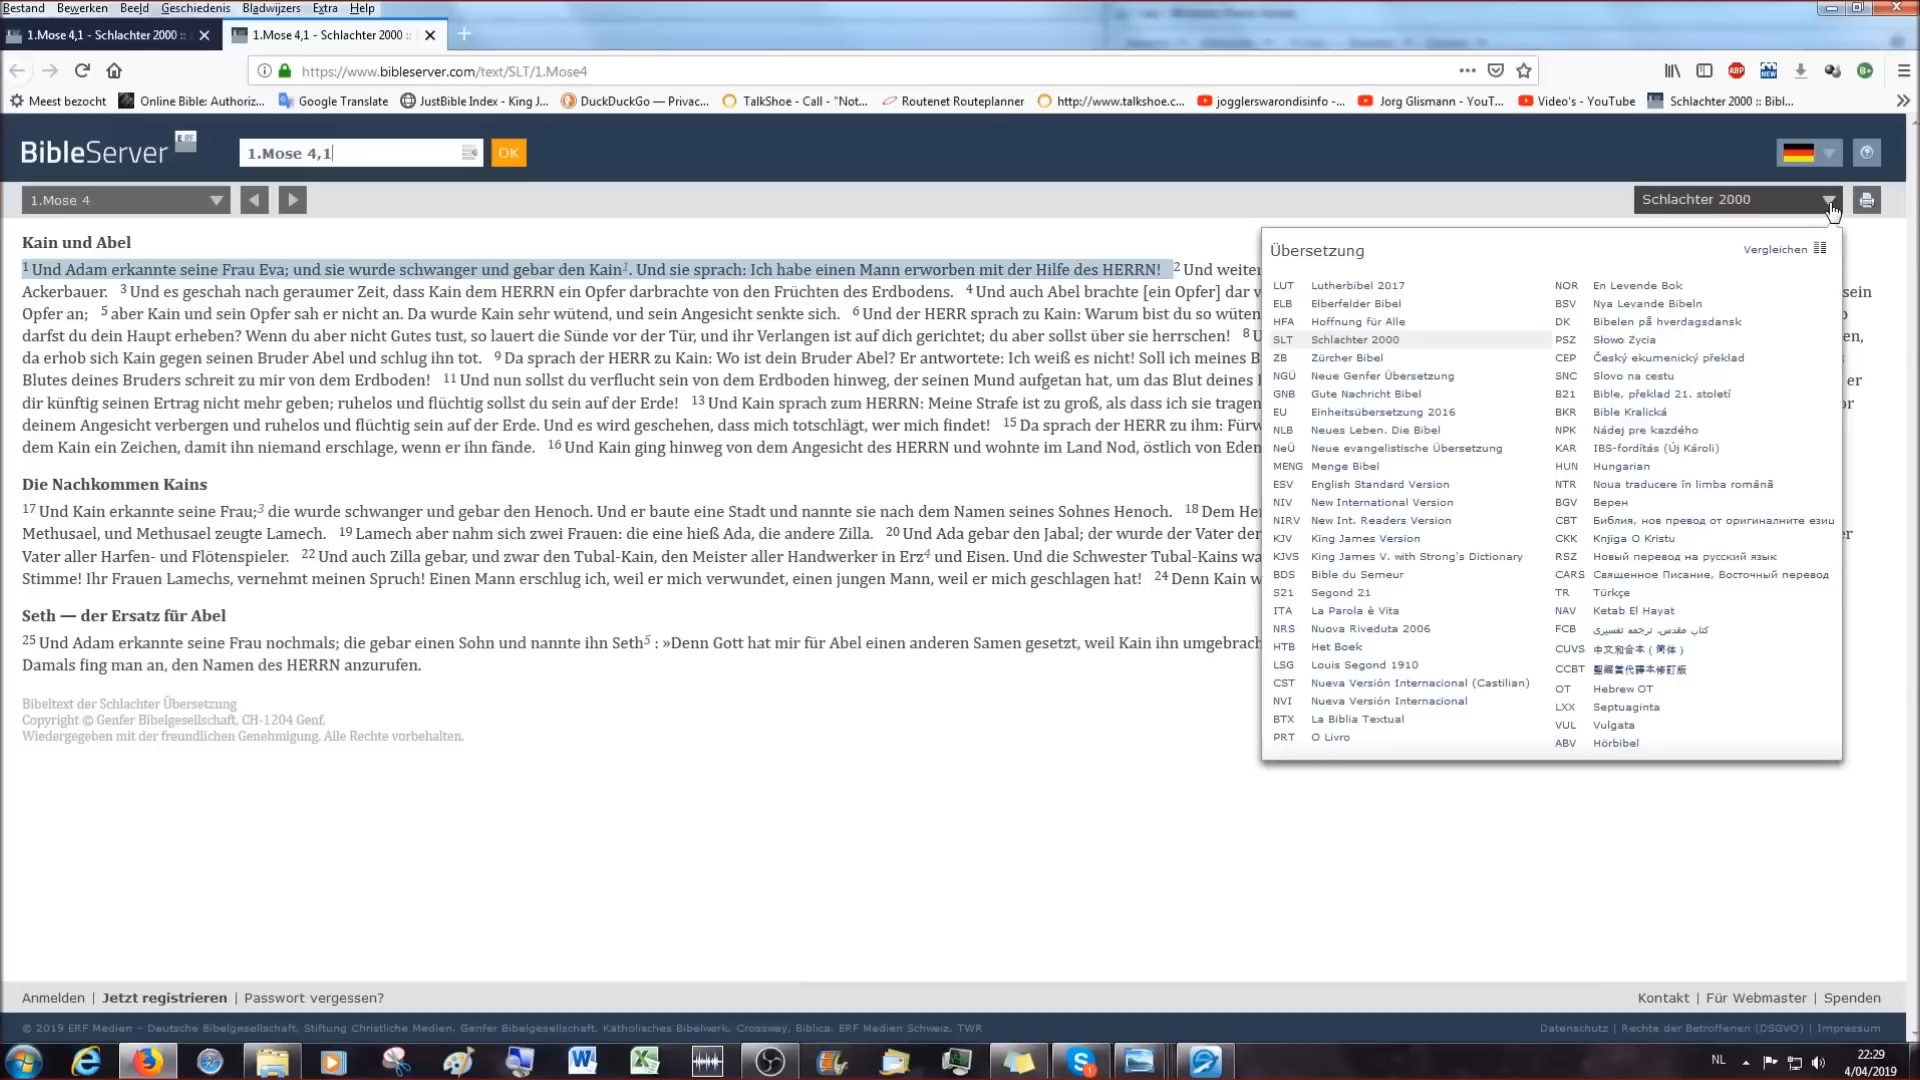 Bestand Bewerken Beeld Geschiedenis Bladwijzers Extra Help
1.Mose 4,1 - Schlachter 2000 ::
1.Mose 4,1 - Schlachter 2000 ::
https://www.bibleserver.com/text/SLT/1.Mose4
Meest bezocht Online Bible: Authoriz... Google Translate JustBible Index - King J... DuckDuckGo — Privac... TalkShoe - Call - "Not... Routenet Routeplanner http://www.talkshoe.c... jogglerswarondisinfo -... Jorg Glismann - YouT... Video's - YouTube Schlachter 2000 :: Bibl...
BibleServer ERF 1.Mose 4,1 OK
1.Mose 4 Schlachter 2000
Kain und Abel
1 Und Adam erkannte seine Frau Eva; und sie wurde schwanger und gebar den Kain1. Und sie sprach: Ich habe einen Mann erworben mit der Hilfe des HERRN! 2 Und weiter
Ackerbauer. 3 Und es geschah nach geraumer Zeit, dass Kain dem HERRN ein Opfer darbrachte von den Früchten des Erdbodens. 4 Und auch Abel brachte [ein Opfer] dar v sein
Opfer an; 5 aber Kain und sein Opfer sah er nicht an. Da wurde Kain sehr wütend, und sein Angesicht senkte sich. 6 Und der HERR sprach zu Kain: Warum bist du so wüten
darfst du dein Haupt erheben? Wenn du aber nicht Gutes tust, so lauert die Sünde vor der Tür, und ihr Verlangen ist auf dich gerichtet; du aber sollst über sie herrschen! 8 U
da erhob sich Kain gegen seinen Bruder Abel und schlug ihn tot. 9 Da sprach der HERR zu Kain: Wo ist dein Bruder Abel? Er antwortete: Ich weiß es nicht! Soll ich meines B
Blutes deines Bruders schreit zu mir von dem Erdboden! 11 Und nun sollst du verflucht sein von dem Erdboden hinweg, der seinen Mund aufgetan hat, um das Blut deines er
dir künftig seinen Ertrag nicht mehr geben; ruhelos und flüchtig sollst du sein auf der Erde! 13 Und Kain sprach zum HERRN: Meine Strafe ist zu groß, als dass ich sie tragen or
deinem Angesicht verbergen und ruhelos und flüchtig sein auf der Erde. Und es wird geschehen, dass mich totschlägt, wer mich findet! 15 Da sprach der HERR zu ihm: Fürw
dem Kain ein Zeichen, damit ihn niemand erschlage, wenn er ihn fände. 16 Und Kain ging hinweg von dem Angesicht des HERRN und wohnte im Land Nod, östlich von Eden
Die Nachkommen Kains
17 Und Kain erkannte seine Frau;3 die wurde schwanger und gebar den Henoch. Und er baute eine Stadt und nannte sie nach dem Namen seines Sohnes Henoch. 18 Dem He
Methusael, und Methusael zeugte Lamech. 19 Lamech aber nahm sich zwei Frauen: die eine hieß Ada, die andere Zilla. 20 Und Ada gebar den Jabal; der wurde der Vater der
Vater aller Harfen- und Flötenspieler. 22 Und auch Zilla gebar, und zwar den Tubal-Kain, den Meister aller Handwerker in Erz4 und Eisen. Und die Schwester Tubal-Kains wa er
Stimme! Ihr Frauen Lamechs, vernehmt meinen Spruch! Einen Mann erschlug ich, weil er mich verwundet, einen jungen Mann, weil er mich geschlagen hat! 24 Denn Kain w
Seth — der Ersatz für Abel
25 Und Adam erkannte seine Frau nochmals; die gebar einen Sohn und nannte ihn Seth5 : »Denn Gott hat mir für Abel einen anderen Samen gesetzt, weil Kain ihn umgebrach
Damals fing man an, den Namen des HERRN anzurufen.
Bibeltext der Schlachter Übersetzung
Copyright © Genfer Bibelgesellschaft, CH-1204 Genf,
Wiedergegeben mit der freundlichen Genehmigung. Alle Rechte vorbehalten.
Übersetzung Vergleichen
LUT Lutherbibel 2017
ELB Elberfelder Bibel
HFA Hoffnung für Alle
SLT Schlachter 2000
ZB Zürcher Bibel
NGÜ Neue Genfer Übersetzung
GNB Gute Nachricht Bibel
EU Einheitsübersetzung 2016
NLB Neues Leben. Die Bibel
NeÜ Neue evangelistische Übersetzung
MENG Menge Bibel
ESV English Standard Version
NIV New International Version
NIRV New Int. Readers Version
KJV King James Version
KJVS King James V. with Strong's Dictionary
BDS Bible du Semeur
S21 Segond 21
ITA La Parola è Vita
NRS Nuova Riveduta 2006
HTB Het Boek
LSG Louis Segond 1910
CST Nueva Versión Internacional (Castilian)
NVI Nueva Versión Internacional
BTX La Biblia Textual
PRT O Livro
NOR En Levende Bok
BSV Nya Levande Bibeln
DK Bibelen på hverdagsdansk
PSZ Słowo Zycia
CEP Český ekumenický překlad
SNC Slovo na cestu
B21 Bible, překlad 21. století
BKR Bible Kralická
NPK Nádej pre kazdého
KAR IBS-fordítás (Új Károli)
HUN Hungarian
NTR Noua traducere în limba română
BGV Верен
CBT Библия, нов превод от оригиналните езиц
CKK Knjiga O Kristu
RSZ Новый перевод на русский язык
CARS Священное Писание, Восточный перевод
TR Türkçe
NAV Ketab El Hayat
FCB کتاب مقدس، ترجمه تفسیری
CUVS 中文和合本（简体）
CCBT 聖經當代譯本修訂版
OT Hebrew OT
LXX Septuaginta
VUL Vulgata
ABV Hörbibel
Anmelden | Jetzt registrieren | Passwort vergessen? Kontakt | Für Webmaster | Spenden
© 2019 ERF Medien – Deutsche Bibelgesellschaft, Stiftung Christliche Medien, Genfer Bibelgesellschaft, Katholisches Bibelwerk, Crossway, Biblica, ERF Medien Schweiz, TWR Datenschutz | Rechte der Betroffenen (DSGVO) | Impressum
NL 22:29
4/04/2019